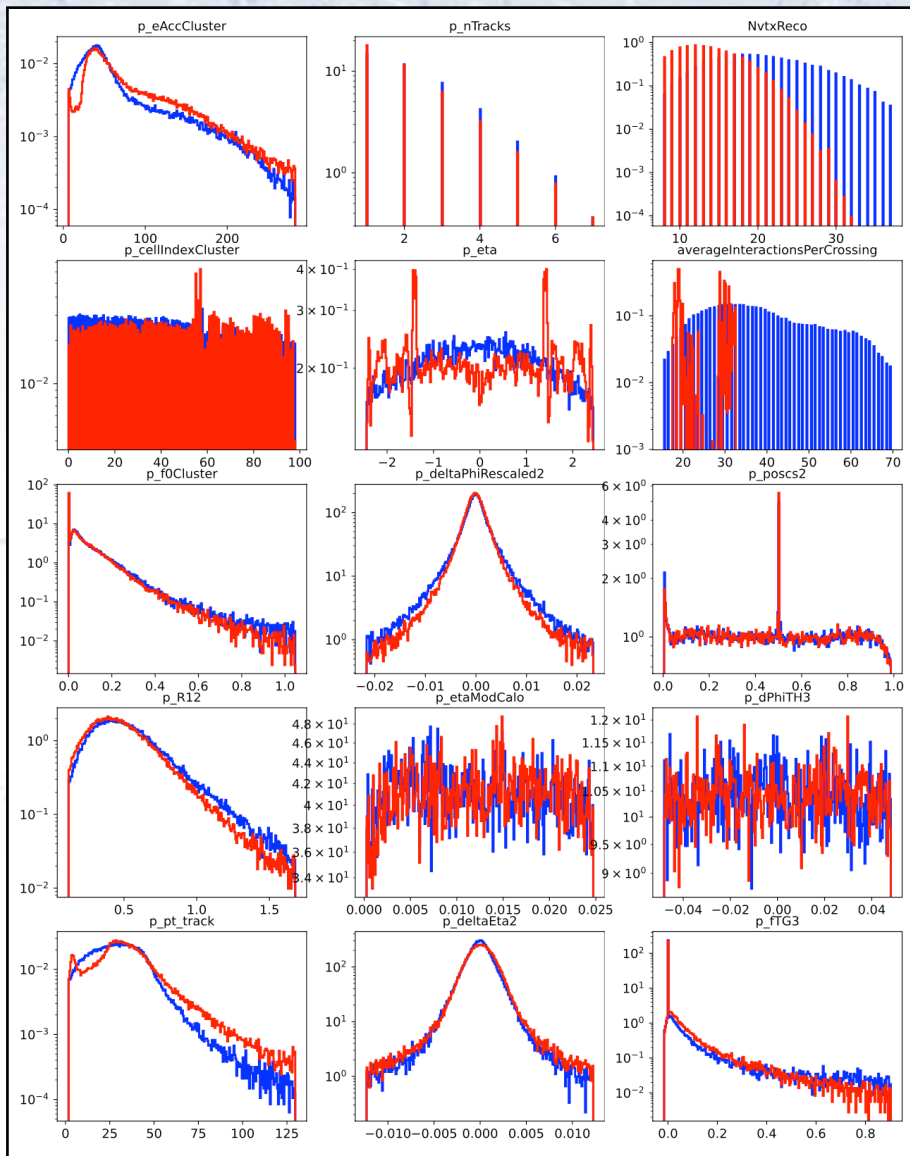 p_eAccCluster p_nTracks NvtxReco
10⁻² 10⁻³ 10⁻⁴
10¹ 10⁰
10⁰ 10⁻¹ 10⁻² 10⁻³ 10⁻⁴
0 100 200 2 4 6 10 20 30
p_cellIndexCluster p_eta averageInteractionsPerCrossing
10⁻²
4 × 10⁻¹ 3 × 10⁻¹ 2 × 10⁻¹
10⁻¹ 10⁻² 10⁻³
0 20 40 60 80 100 −2 −1 0 1 2 20 30 40 50 60 70
p_f0Cluster p_deltaPhiRescaled2 p_poscs2
10² 10¹ 10⁰ 10⁻¹ 10⁻²
10² 10¹ 10⁰
6 × 10⁰ 3 × 10⁰ 2 × 10⁰ 10⁰
0.0 0.2 0.4 0.6 0.8 1.0 −0.02 −0.01 0.00 0.01 0.02 0.0 0.2 0.4 0.6 0.8 1.0
p_R12 p_etaModCalo p_dPhiTH3
10⁰ 10⁻¹ 10⁻²
4.8 × 10¹ 4.6 × 10¹ 4.4 × 10¹ 4.2 × 10¹ 4 × 10¹ 3.8 × 10¹ 3.6 × 10¹ 3.4 × 10¹
1.2 × 10¹ 1.15 × 10¹ 1.1 × 10¹ 1.05 × 10¹ 10¹ 9.5 × 10⁰ 9 × 10⁰
0.5 1.0 1.5 0.000 0.005 0.010 0.015 0.020 0.025 −0.04 −0.02 0.00 0.02 0.04
p_pt_track p_deltaEta2 p_fTG3
10⁻² 10⁻³ 10⁻⁴
10² 10¹ 10⁰
10² 10¹ 10⁰ 10⁻¹ 10⁻²
0 25 50 75 100 125 −0.010 −0.005 0.000 0.005 0.010 0.0 0.2 0.4 0.6 0.8